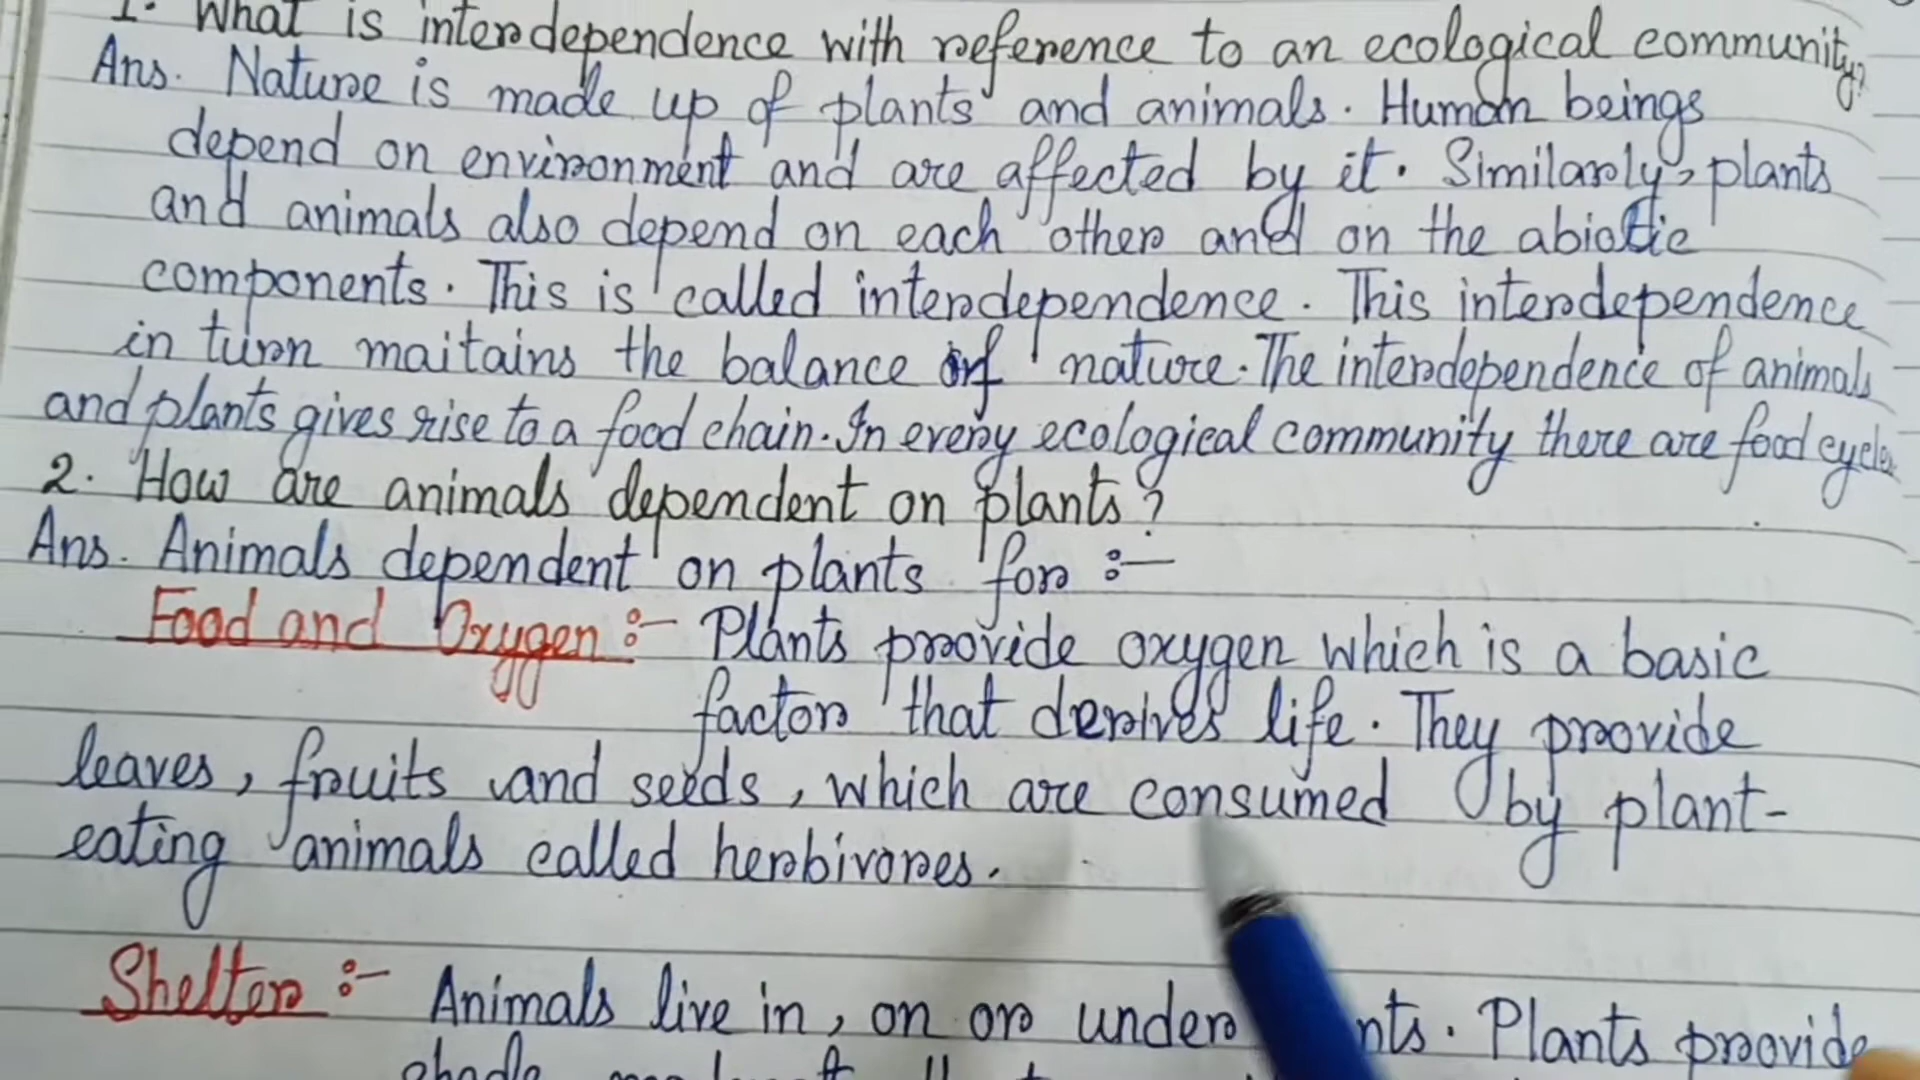 1. What is interdependence with reference to an ecological community?
Ans. Nature is made up of plants and animals. Human beings
depend on environment and are affected by it. Similarly, plants
and animals also depend on each other and on the abiotic
components. This is called interdependence. This interdependence
in turn maitains the balance of nature. The interdependence of animals
and plants gives rise to a food chain. In every ecological community there are food cycles.
2. How are animals dependent on plants?
Ans. Animals dependent on plants for :-
Food and Oxygen :- Plants provide oxygen which is a basic
factor that derives life. They provide
leaves, fruits and seeds, which are consumed by plant-
eating animals called herbivores.
Shelter :- Animals live in, on or under nts. Plants provide
shade